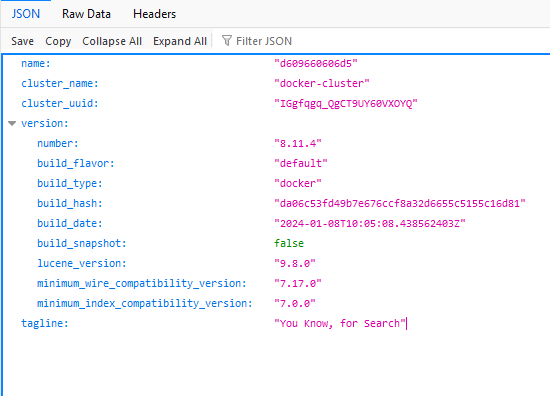 JSON Raw Data Headers
Save Copy Collapse All Expand All Filter JSON
name: "d609660606d5"
cluster_name: "docker-cluster"
cluster_uuid: "IGgfqgq_QgCT9UY60VXOYQ"
version:
number: "8.11.4"
build_flavor: "default"
build_type: "docker"
build_hash: "da06c53fd49b7e676ccf8a32d6655c5155c16d81"
build_date: "2024-01-08T10:05:08.438562403Z"
build_snapshot: false
lucene_version: "9.8.0"
minimum_wire_compatibility_version: "7.17.0"
minimum_index_compatibility_version: "7.0.0"
tagline: "You Know, for Search"